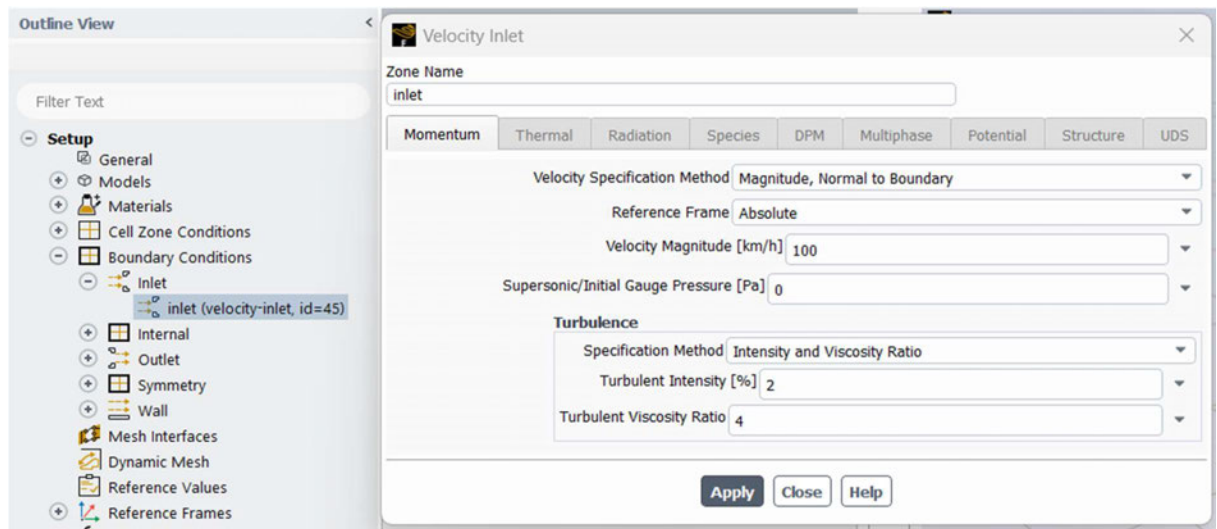 Outline View
Filter Text
Setup
General
Models
Materials
Cell Zone Conditions
Boundary Conditions
Inlet
inlet (velocity-inlet, id=45)
Internal
Outlet
Symmetry
Wall
Mesh Interfaces
Dynamic Mesh
Reference Values
Reference Frames
Velocity Inlet
Zone Name
inlet
Momentum Thermal Radiation Species DPM Multiphase Potential Structure UDS
Velocity Specification Method Magnitude, Normal to Boundary
Reference Frame Absolute
Velocity Magnitude [km/h] 100
Supersonic/Initial Gauge Pressure [Pa] 0
Turbulence
Specification Method Intensity and Viscosity Ratio
Turbulent Intensity [%] 2
Turbulent Viscosity Ratio 4
Apply Close Help